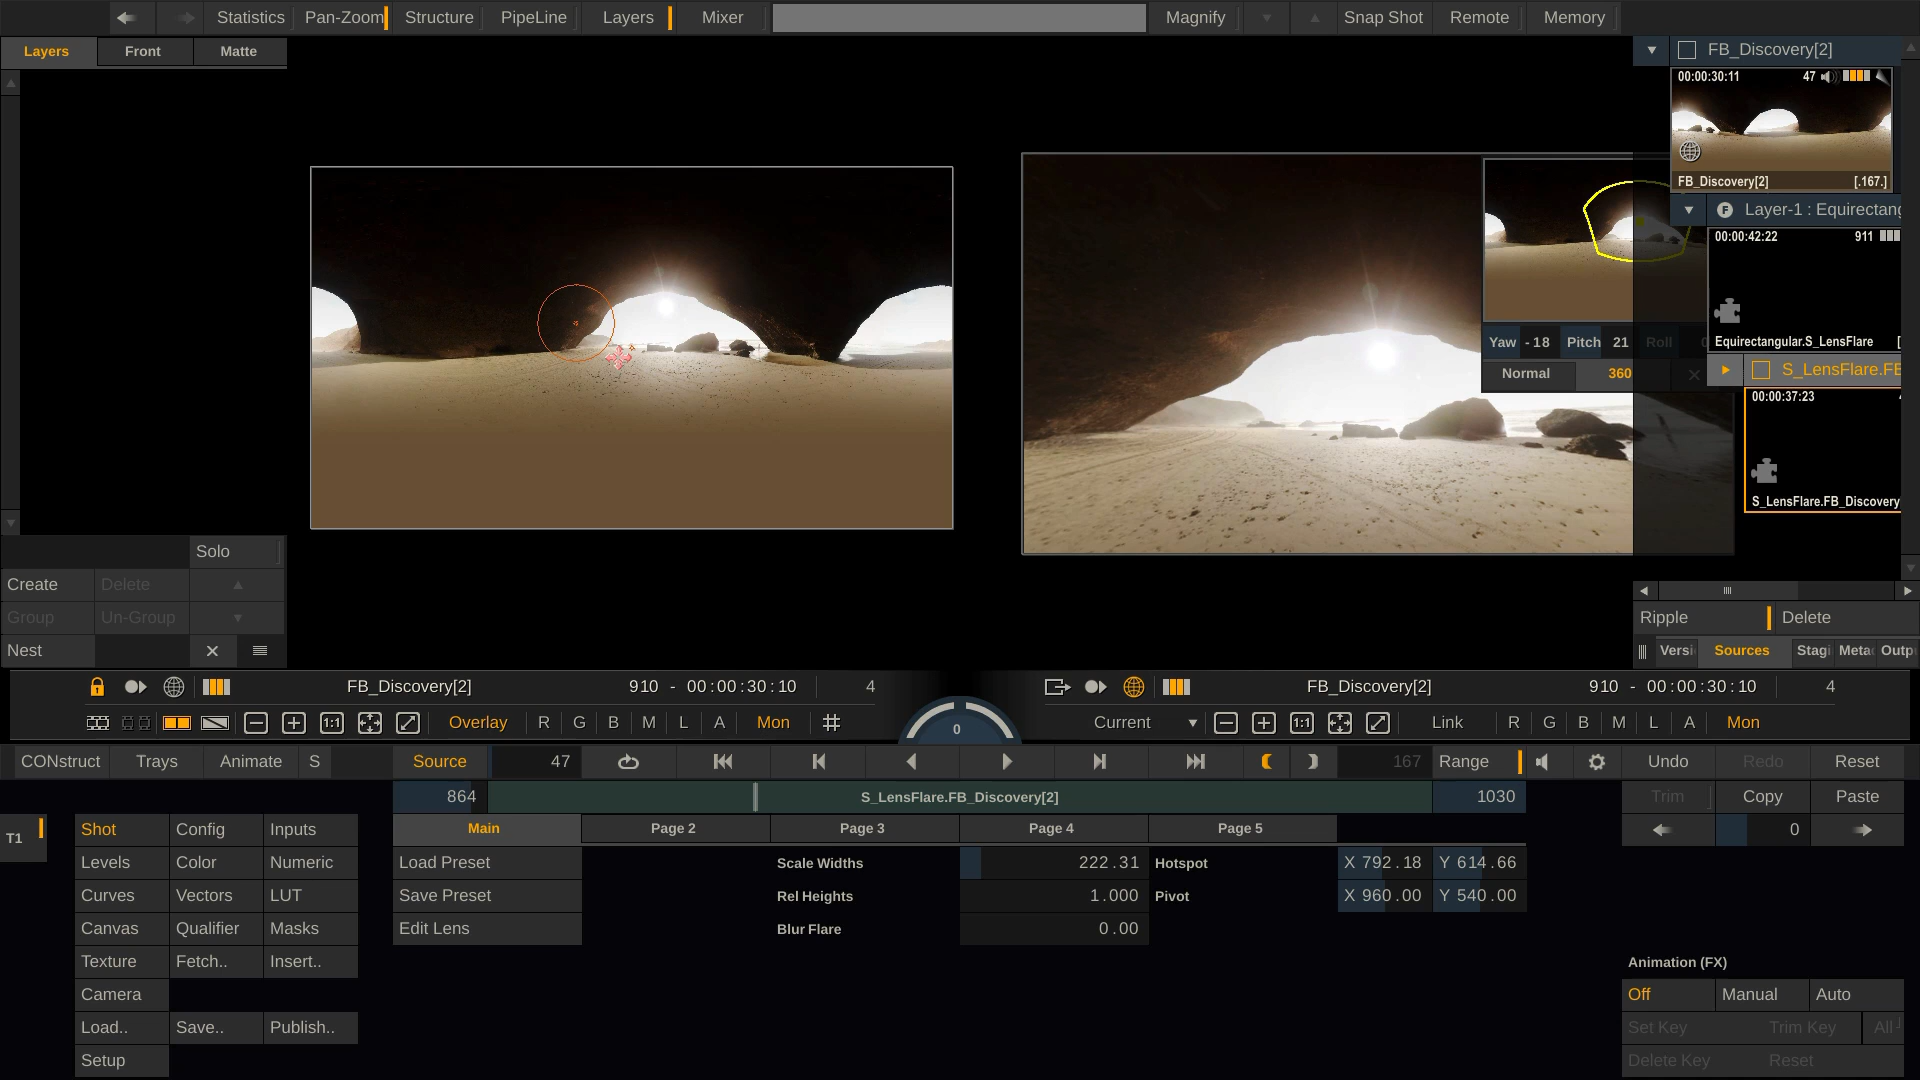 Statistics Pan-Zoom Structure PipeLine Layers Mixer Magnify Snap Shot Remote Memory
Layers Front Matte
FB_Discovery[2]
00:00:30:11 47
FB_Discovery[2] [.167.]
F Layer-1 : Equirectang
00:00:42:22 911
Equirectangular.S_LensFlare [
Yaw -18 Pitch 21 Roll 0
Normal 360
S_LensFlare.FB
00:00:37:23
S_LensFlare.FB_Discovery
Solo
Create Delete
Group Un-Group
Nest
Ripple Delete
Versi Sources Stagi Meta Outp
FB_Discovery[2] 910 - 00:00:30:10 4
FB_Discovery[2] 910 - 00:00:30:10 4
1:1 Overlay R G B M L A Mon
0
Current 1:1 Link R G B M L A Mon
CONstruct Trays Animate S Source 47 167 Range Undo Redo Reset
864 S_LensFlare.FB_Discovery[2] 1030 Trim Copy Paste
T1
Shot Config Inputs Main Page 2 Page 3 Page 4 Page 5 0
Levels Color Numeric Load Preset Scale Widths 222.31 Hotspot X 792.18 Y 614.66
Curves Vectors LUT Save Preset Rel Heights 1.000 Pivot X 960.00 Y 540.00
Canvas Qualifier Masks Edit Lens Blur Flare 0.00
Texture Fetch.. Insert.. Animation (FX)
Camera Off Manual Auto
Load.. Save.. Publish.. Set Key Trim Key All
Setup Delete Key Reset